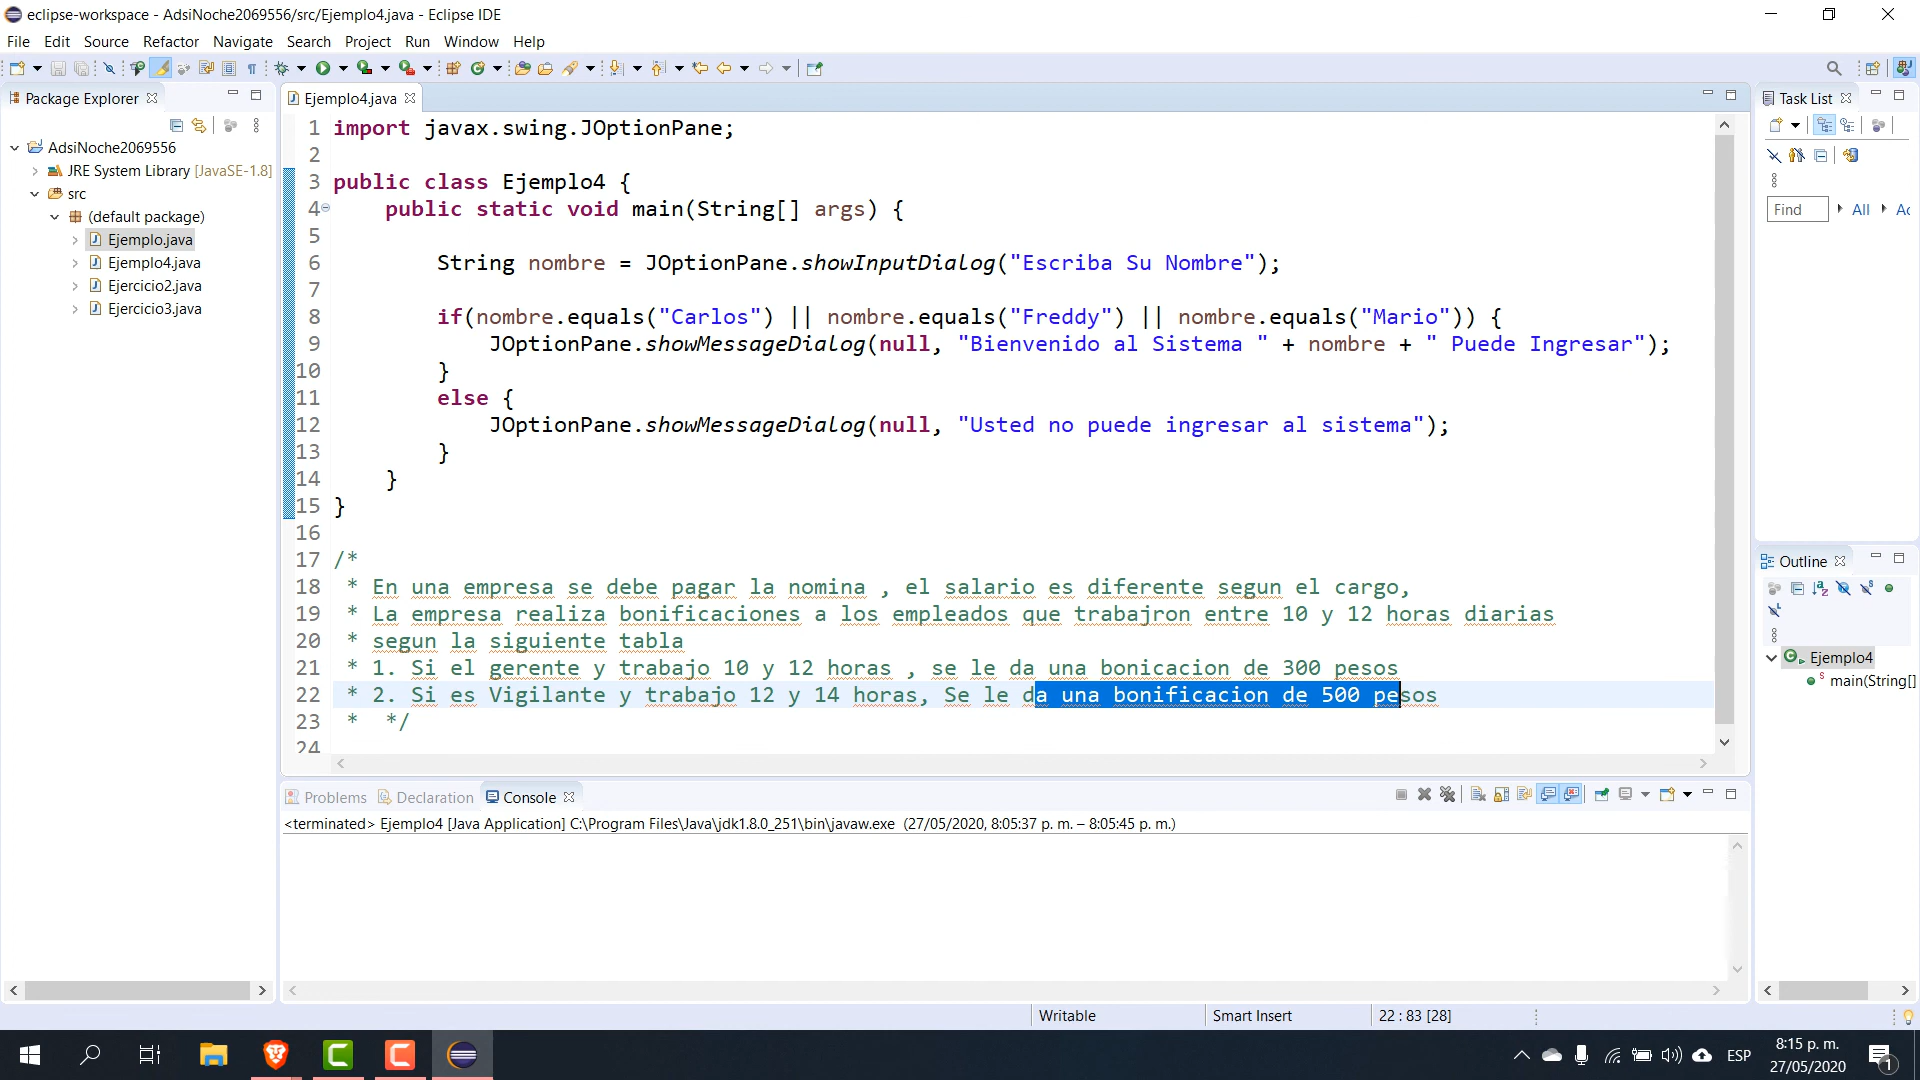 eclipse-workspace - AdsiNoche2069556/src/Ejemplo4.java - Eclipse IDE
File Edit Source Refactor Navigate Search Project Run Window Help
Package Explorer
AdsiNoche2069556
JRE System Library [JavaSE-1.8]
src
(default package)
Ejemplo.java
Ejemplo4.java
Ejercicio2.java
Ejercicio3.java
Ejemplo4.java
1 import javax.swing.JOptionPane;
2
3 public class Ejemplo4 {
4 public static void main(String[] args) {
5
6 String nombre = JOptionPane.showInputDialog("Escriba Su Nombre");
7
8 if(nombre.equals("Carlos") || nombre.equals("Freddy") || nombre.equals("Mario")) {
9 JOptionPane.showMessageDialog(null, "Bienvenido al Sistema " + nombre + " Puede Ingresar");
10 }
11 else {
12 JOptionPane.showMessageDialog(null, "Usted no puede ingresar al sistema");
13 }
14 }
15 }
16
17 /*
18 * En una empresa se debe pagar la nomina , el salario es diferente segun el cargo,
19 * La empresa realiza bonificaciones a los empleados que trabajron entre 10 y 12 horas diarias
20 * segun la siguiente tabla
21 * 1. Si el gerente y trabajo 10 y 12 horas , se le da una bonicacion de 300 pesos
22 * 2. Si es Vigilante y trabajo 12 y 14 horas, Se le da una bonificacion de 500 pesos
23 * */
24
Task List
Find All Ac
Outline
Ejemplo4
main(String[]
Problems Declaration Console
<terminated> Ejemplo4 [Java Application] C:\Program Files\Java\jdk1.8.0_251\bin\javaw.exe (27/05/2020, 8:05:37 p. m. – 8:05:45 p. m.)
Writable Smart Insert 22 : 83 [28]
ESP
8:15 p. m.
27/05/2020
1